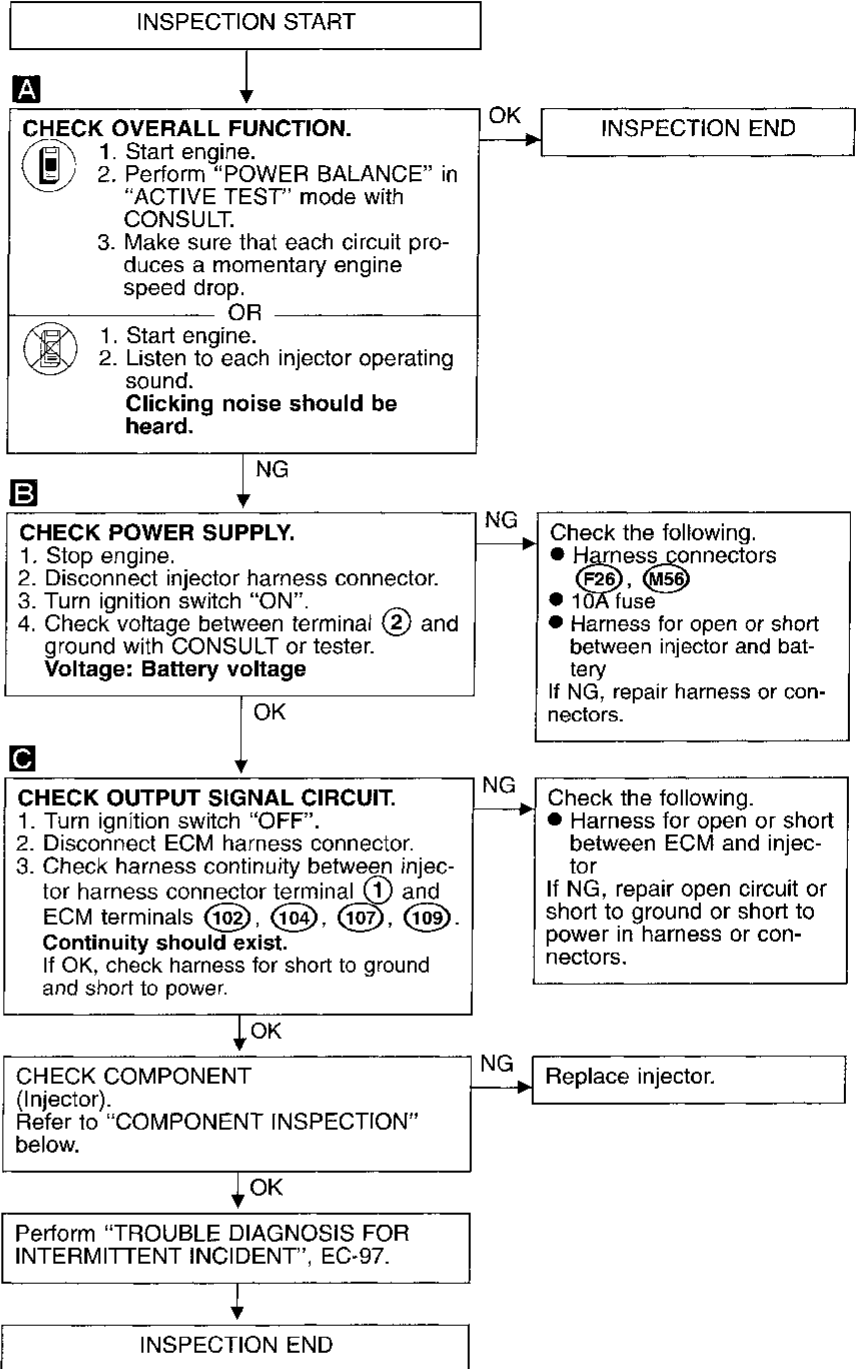 INSPECTION START
A
CHECK OVERALL FUNCTION.
1. Start engine.
2. Perform “POWER BALANCE” in
“ACTIVE TEST” mode with
CONSULT.
3. Make sure that each circuit pro-
duces a momentary engine
speed drop.
OR
1. Start engine.
2. Listen to each injector operating
sound.
Clicking noise should be
heard.
OK
INSPECTION END
NG
B
CHECK POWER SUPPLY.
1. Stop engine.
2. Disconnect injector harness connector.
3. Turn ignition switch “ON”.
4. Check voltage between terminal 2 and
ground with CONSULT or tester.
Voltage: Battery voltage
NG
Check the following.
● Harness connectors
F26, M56
● 10A fuse
● Harness for open or short
between injector and bat-
tery
If NG, repair harness or con-
nectors.
OK
C
CHECK OUTPUT SIGNAL CIRCUIT.
1. Turn ignition switch “OFF”.
2. Disconnect ECM harness connector.
3. Check harness continuity between injec-
tor harness connector terminal 1 and
ECM terminals 102, 104, 107, 109.
Continuity should exist.
If OK, check harness for short to ground
and short to power.
NG
Check the following.
● Harness for open or short
between ECM and injec-
tor
If NG, repair open circuit or
short to ground or short to
power in harness or con-
nectors.
OK
CHECK COMPONENT
(Injector).
Refer to “COMPONENT INSPECTION”
below.
NG
Replace injector.
OK
Perform “TROUBLE DIAGNOSIS FOR
INTERMITTENT INCIDENT”, EC-97.
INSPECTION END